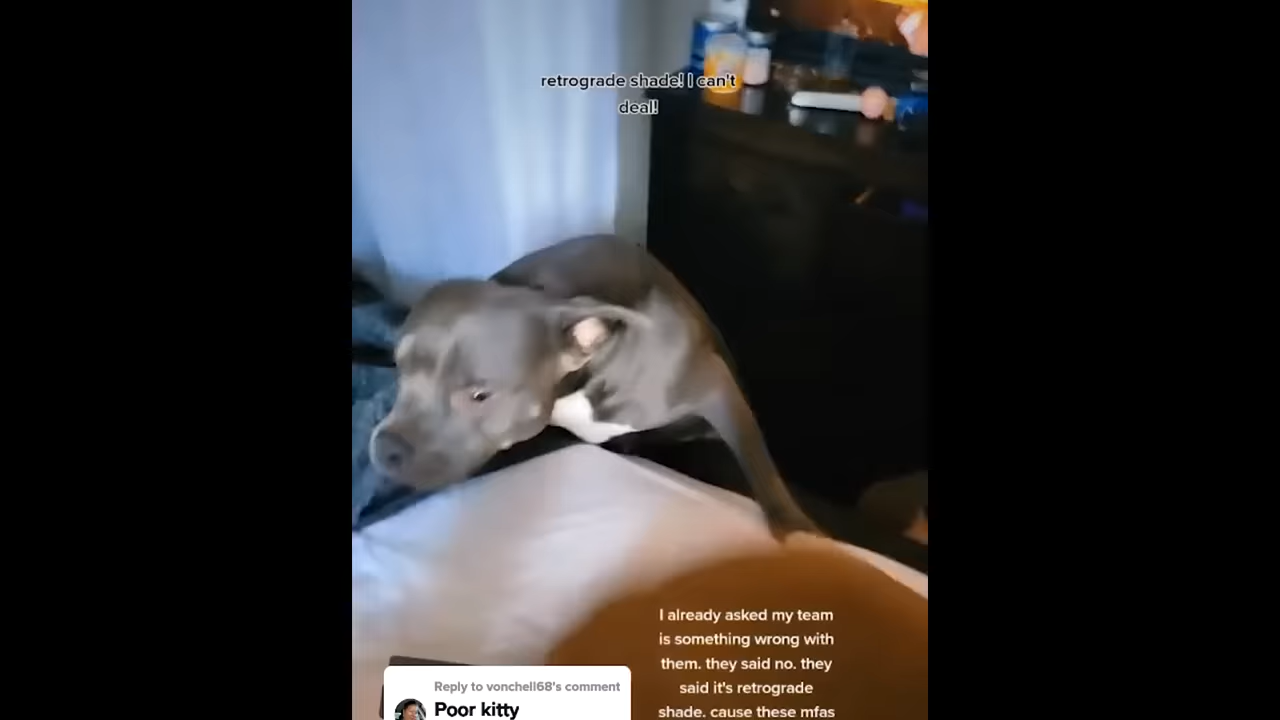 retrograde shade! I can't
deal!
I already asked my team
is something wrong with
them. they said no. they
said it's retrograde
shade. cause these mfas
Reply to vonchell68's comment
Poor kitty